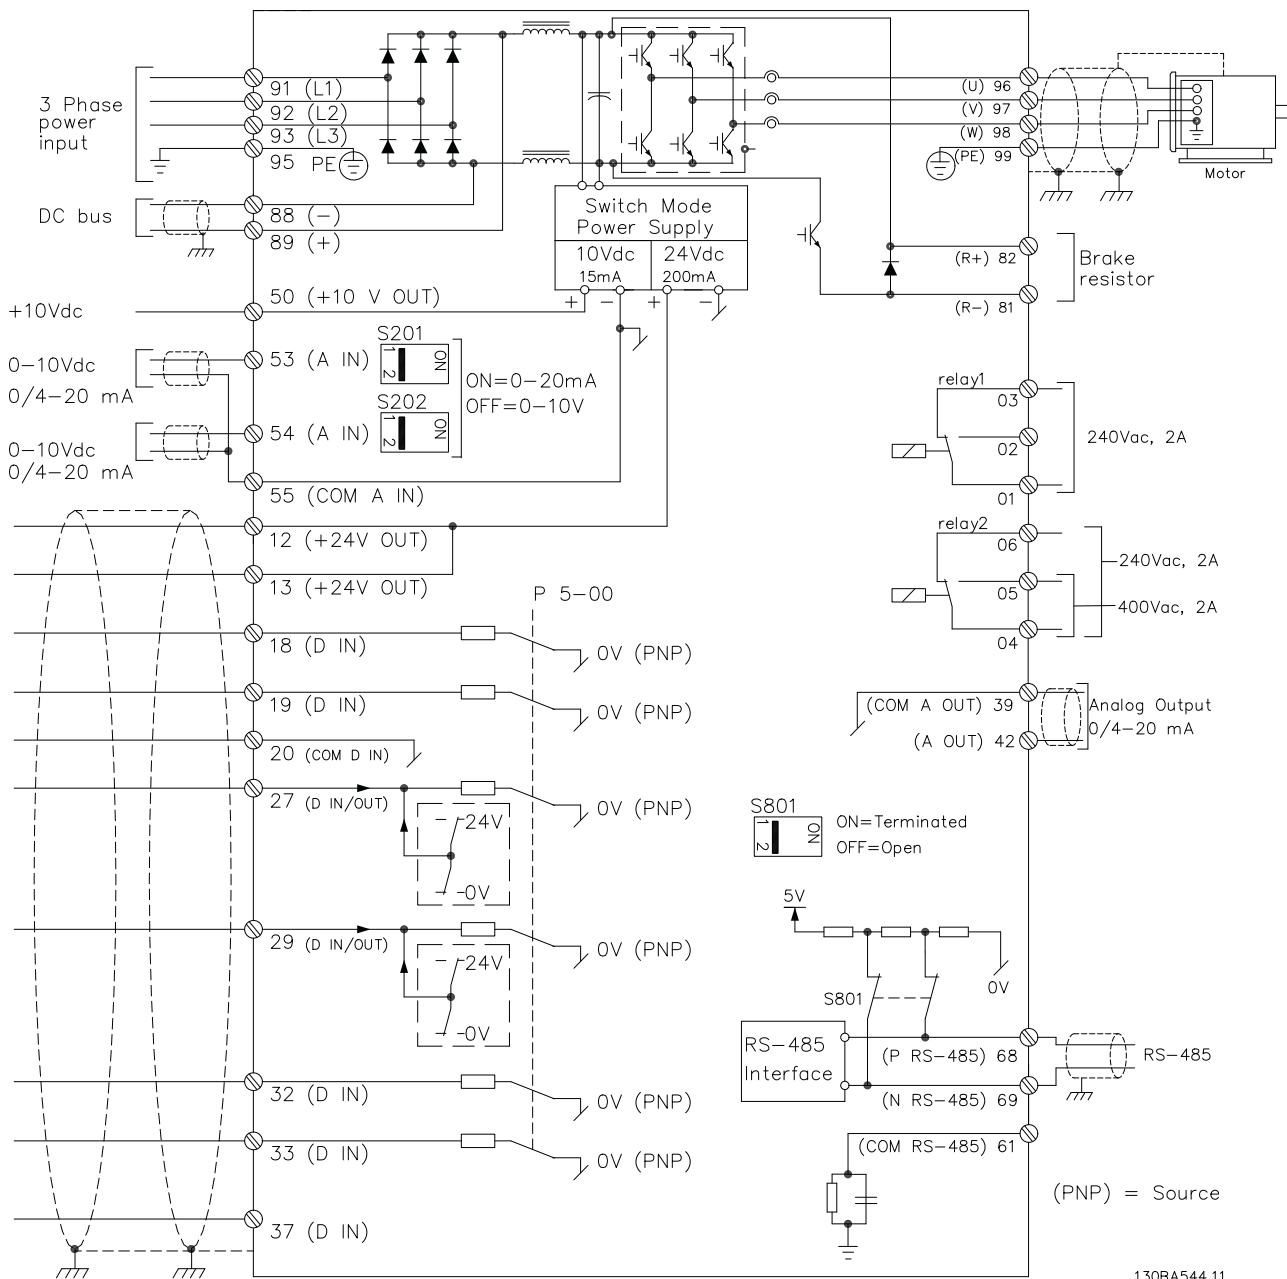 3 Phase
power
input
91 (L1)
92 (L2)
93 (L3)
95 PE
DC bus
88 (-)
89 (+)
Switch Mode
Power Supply
10Vdc
15mA
24Vdc
200mA
+ - + -
(U) 96
(V) 97
(W) 98
(PE) 99
Motor
(R+) 82
(R-) 81
Brake
resistor
+10Vdc
50 (+10 V OUT)
0-10Vdc
0/4-20 mA
53 (A IN)
S201
1 2
ON
0-10Vdc
0/4-20 mA
54 (A IN)
S202
1 2
ON
ON=0-20mA
OFF=0-10V
55 (COM A IN)
12 (+24V OUT)
13 (+24V OUT)
relay1
03
02
01
240Vac, 2A
relay2
06
05
04
240Vac, 2A
400Vac, 2A
P 5-00
18 (D IN)
0V (PNP)
19 (D IN)
0V (PNP)
20 (COM D IN)
27 (D IN/OUT)
24V
0V
0V (PNP)
29 (D IN/OUT)
24V
0V
0V (PNP)
32 (D IN)
0V (PNP)
33 (D IN)
0V (PNP)
37 (D IN)
(COM A OUT) 39
(A OUT) 42
Analog Output
0/4-20 mA
S801
1 2
ON
ON=Terminated
OFF=Open
5V
S801
0V
RS-485
Interface
(P RS-485) 68
(N RS-485) 69
(COM RS-485) 61
RS-485
(PNP) = Source
130BA544.11